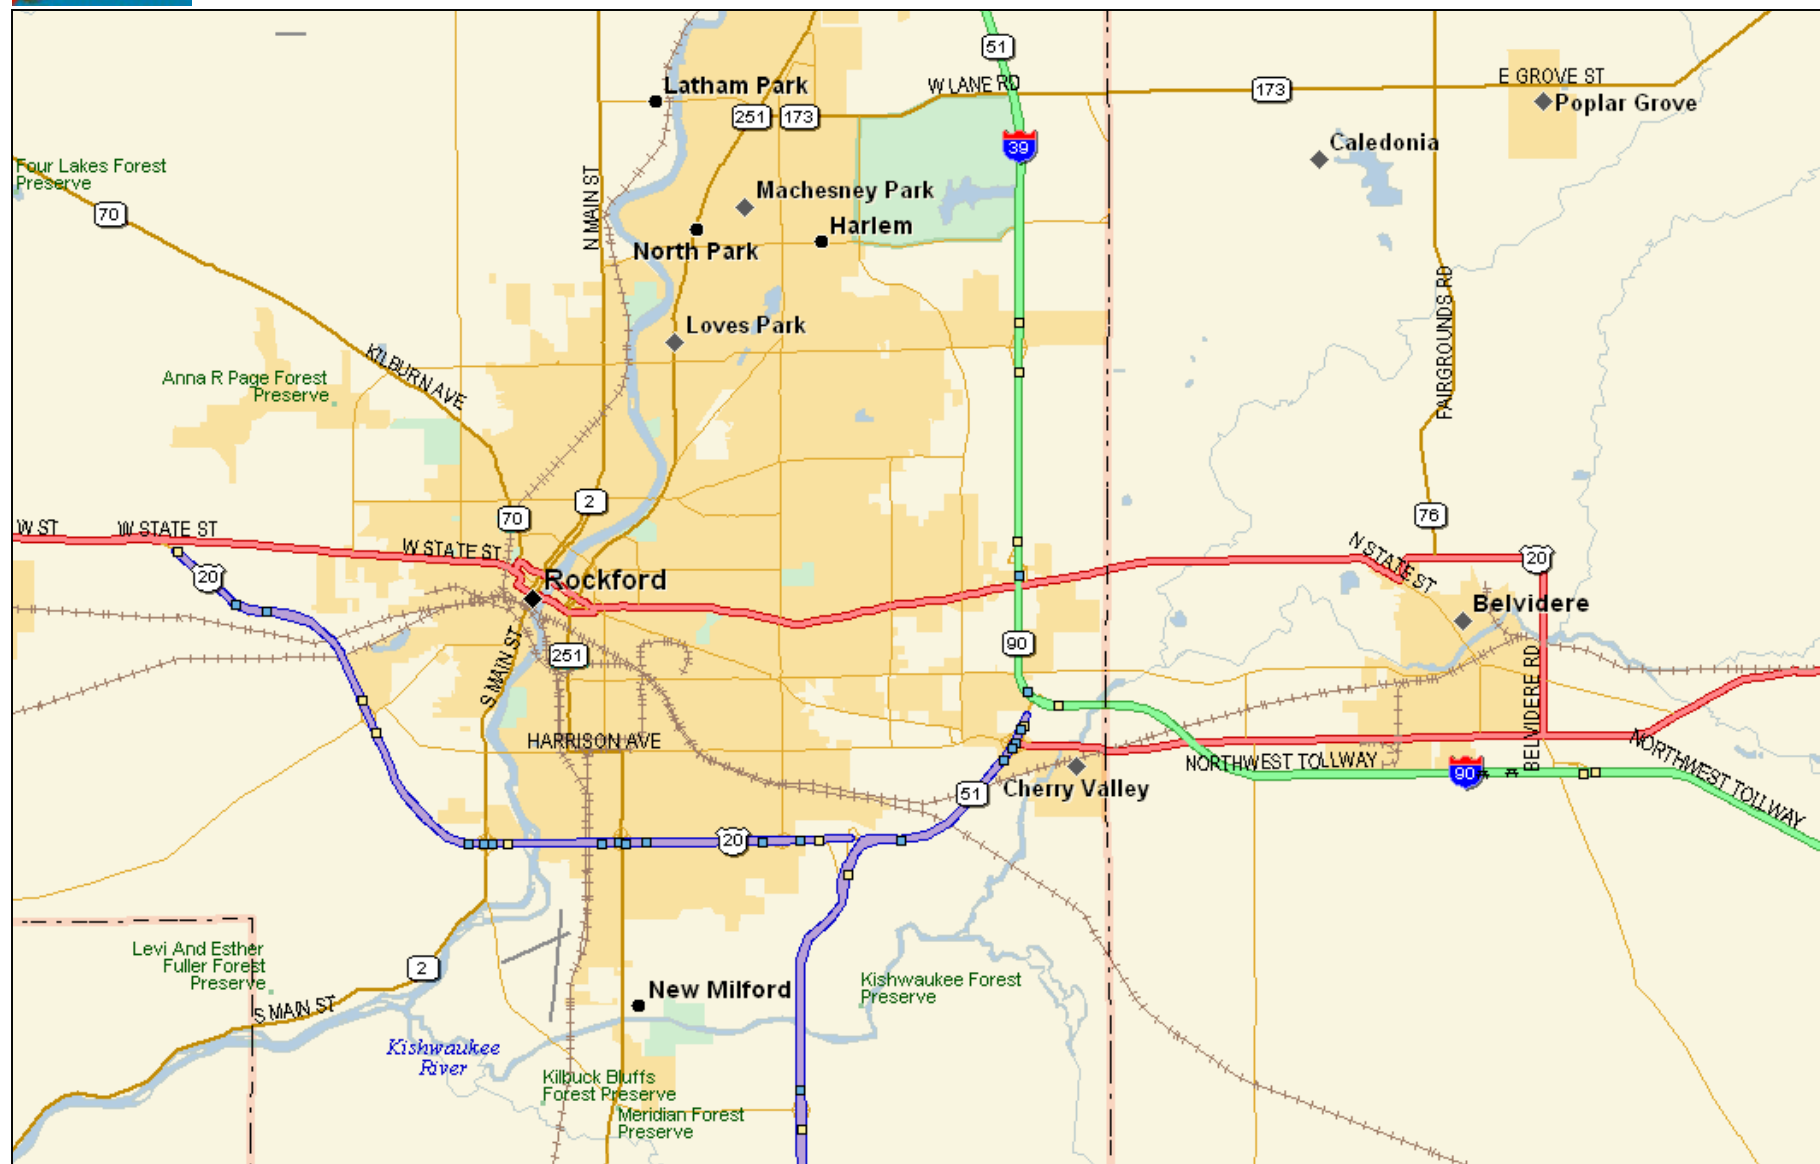 51
W LANE RD
E GROVE ST
Latham Park
173
Poplar Grove
251
173
39
Caledonia
Four Lakes Forest
Preserve
70
N MAIN ST
Machesney Park
Harlem
North Park
FAIRGROUNDS RD
Loves Park
KILBURN AVE
Anna R Page Forest
Preserve
2
70
76
W ST
W STATE ST
W STATE ST
N STATE ST
20
20
Rockford
Belvidere
90
251
S MAIN ST
BELVIDERE RD
HARRISON AVE
NORTHWEST TOLLWAY
90
NORTHWEST TOLLWAY
Cherry Valley
51
20
Levi And Esther
Fuller Forest
Preserve
2
S MAIN ST
New Milford
Kishwaukee Forest
Preserve
Kishwaukee
River
Kilbuck Bluffs
Forest Preserve
Meridian Forest
Preserve